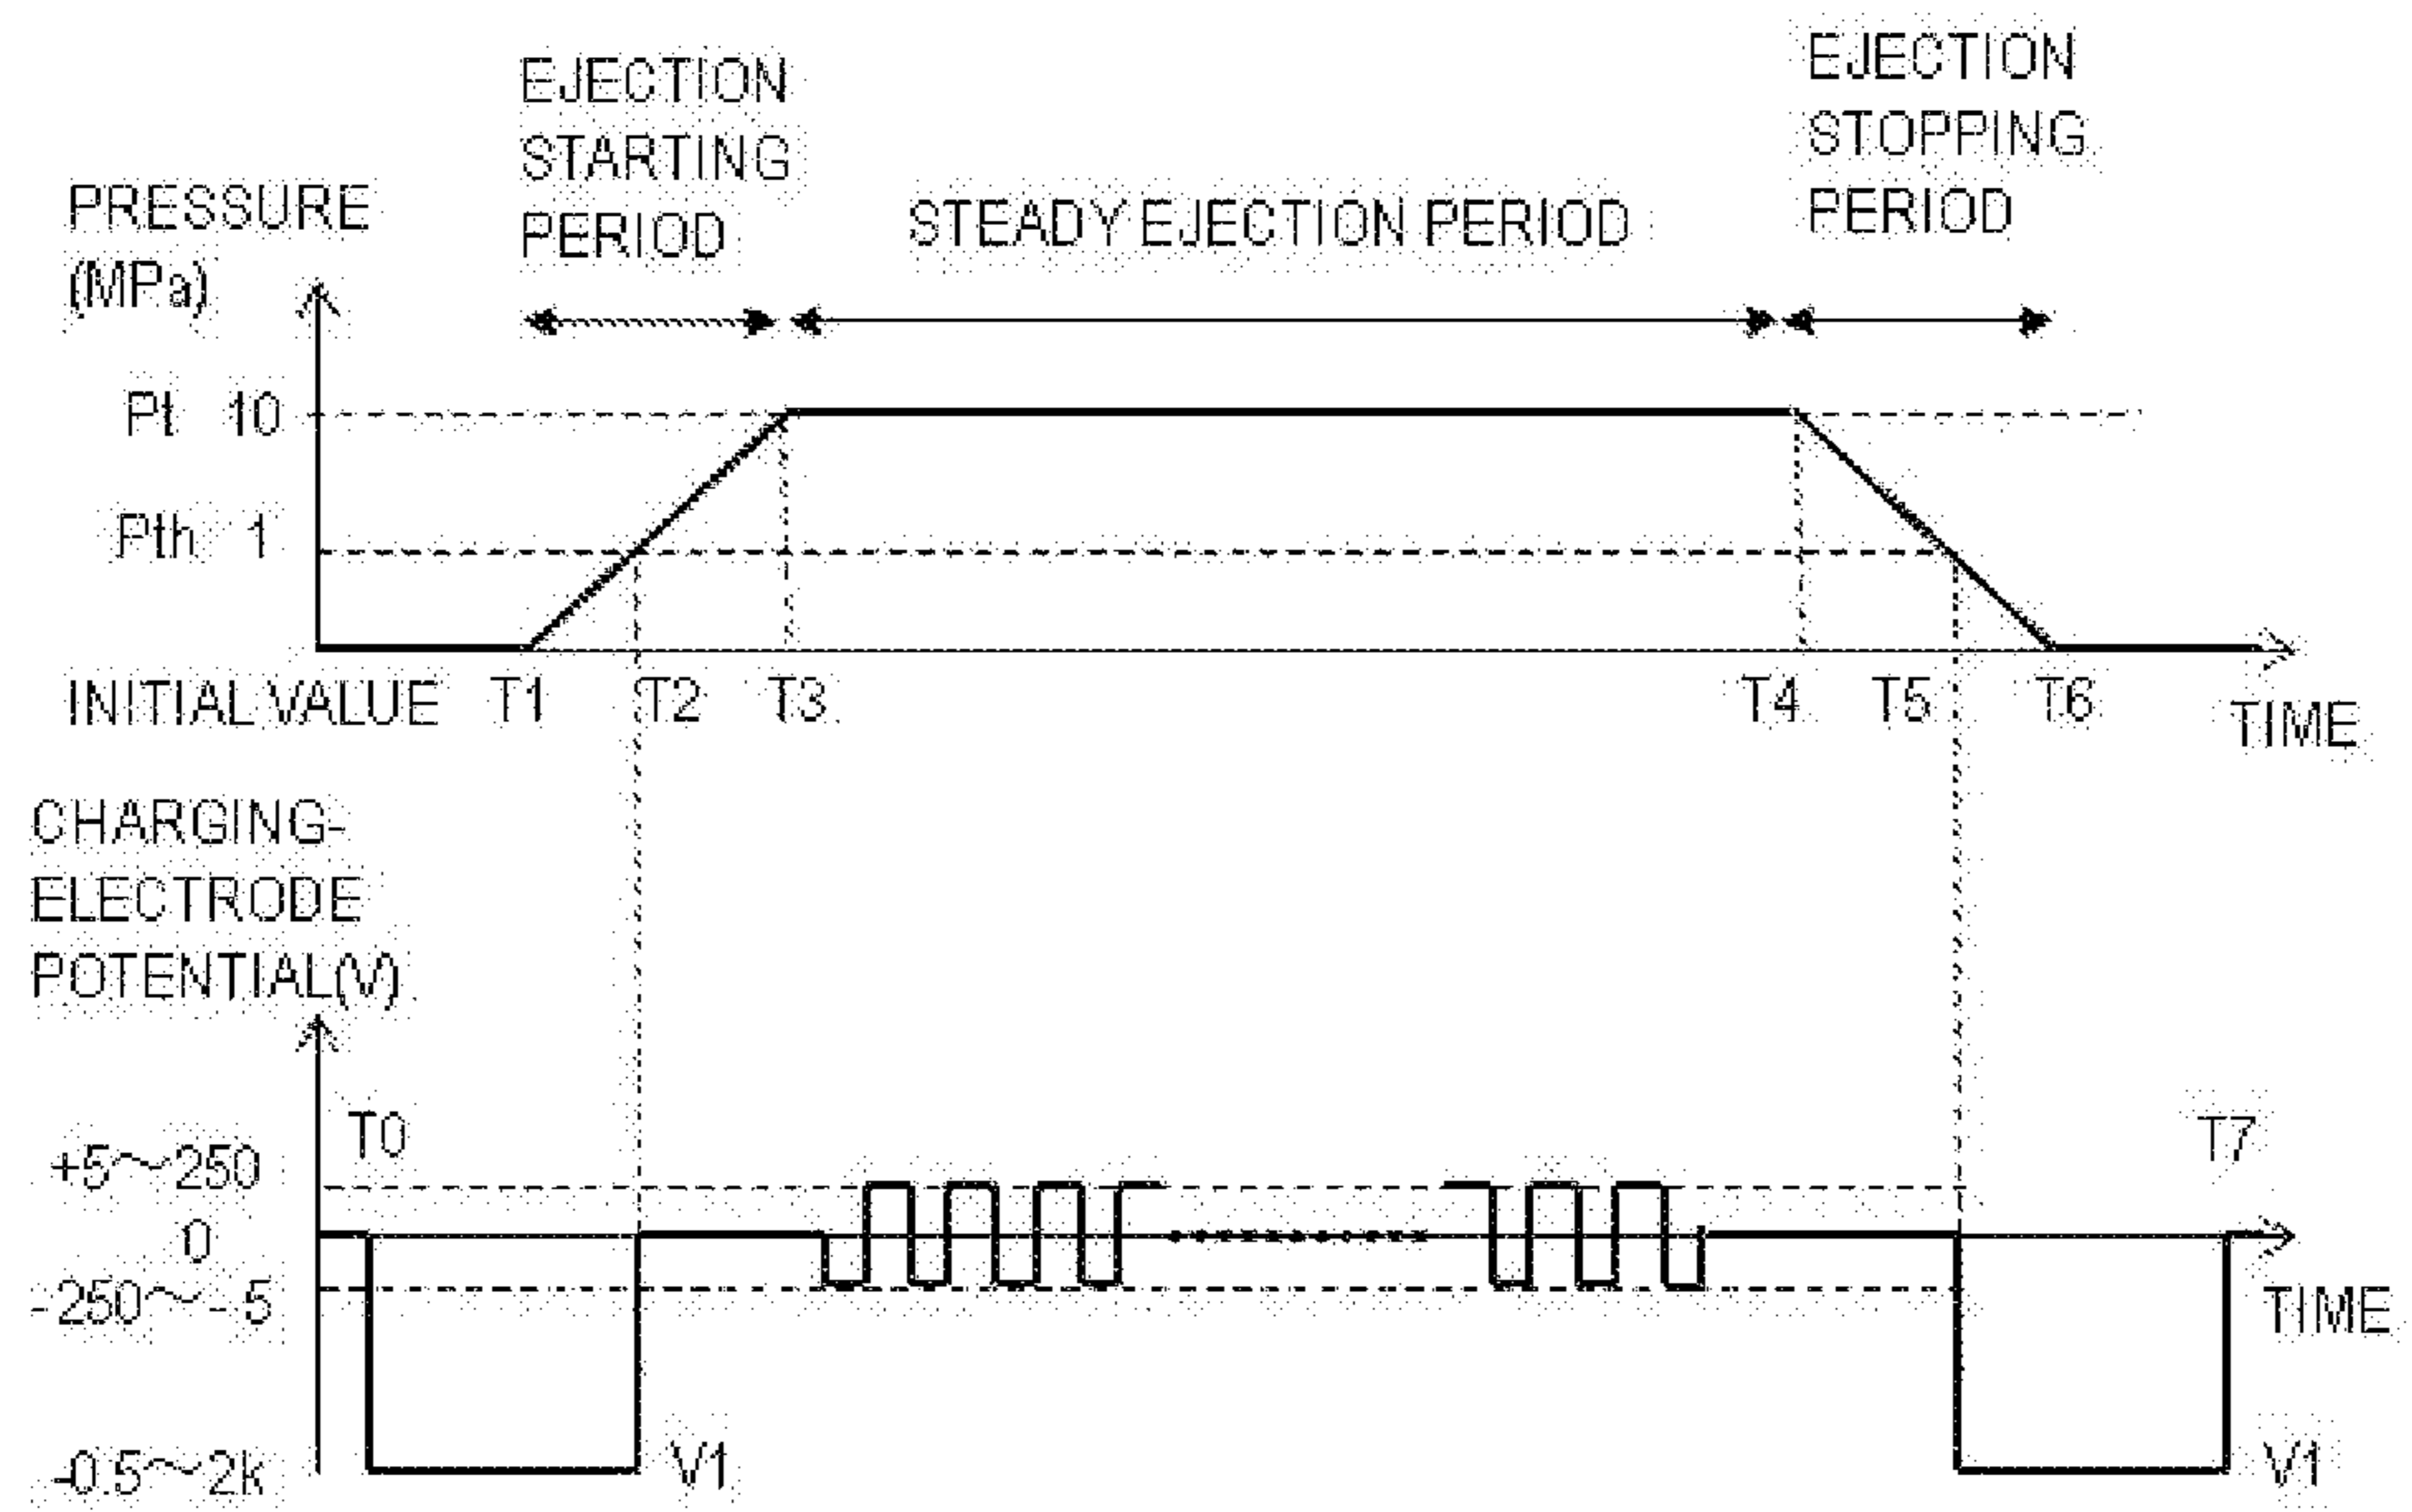 EJECTION
STARTING
PERIOD
STEADY EJECTION PERIOD
EJECTION
STOPPING
PERIOD
PRESSURE
(MPa)
Pt 10
Pth 1
INITIAL VALUE
T1
T2
T3
T4
T5
T6
TIME
CHARGING-
ELECTRODE
POTENTIAL(V)
T0
T7
+5～250
0
-250～-5
TIME
-0.5～2k
V1
V1